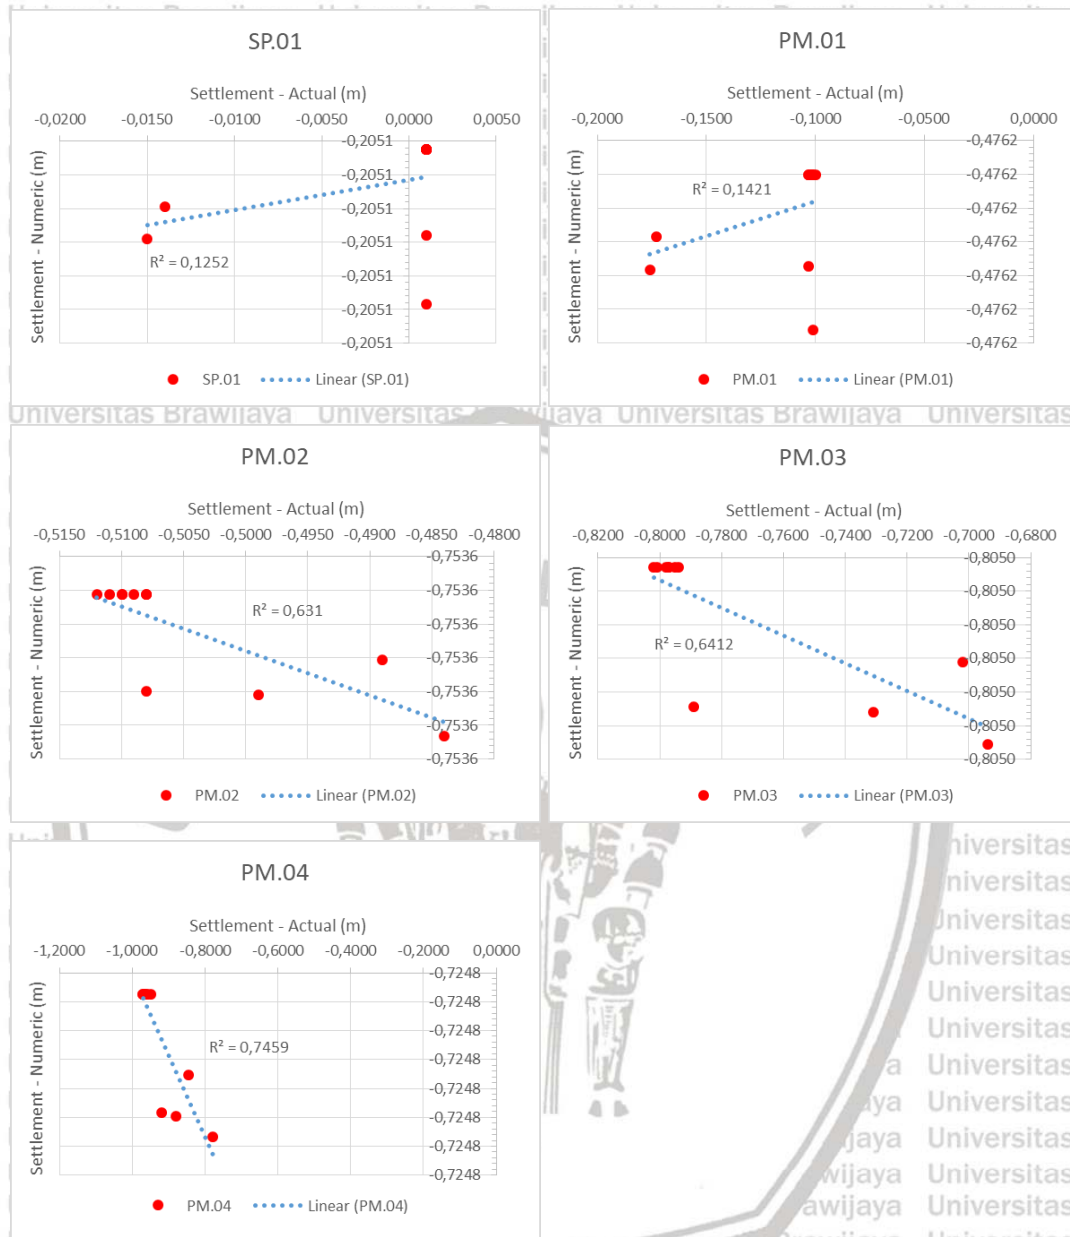 Universitas Brawijaya Universitas Brawijaya Universitas
SP.01
Settlement - Actual (m)
-0,0200 -0,0150 -0,0100 -0,0050 0,0000 0,0050
Settlement - Numeric (m)
-0,2051
-0,2051
-0,2051
-0,2051
-0,2051
-0,2051
-0,2051
R² = 0,1252
SP.01 Linear (SP.01)
PM.01
Settlement - Actual (m)
-0,2000 -0,1500 -0,1000 -0,0500 0,0000
Settlement - Numeric (m)
-0,4762
-0,4762
-0,4762
-0,4762
-0,4762
-0,4762
-0,4762
R² = 0,1421
PM.01 Linear (PM.01)
Universitas Brawijaya Universitas Brawijaya Universitas Brawijaya Universitas
PM.02
Settlement - Actual (m)
-0,5150 -0,5100 -0,5050 -0,5000 -0,4950 -0,4900 -0,4850 -0,4800
Settlement - Numeric (m)
-0,7536
-0,7536
-0,7536
-0,7536
-0,7536
-0,7536
-0,7536
R² = 0,631
PM.02 Linear (PM.02)
PM.03
Settlement - Actual (m)
-0,8200 -0,8000 -0,7800 -0,7600 -0,7400 -0,7200 -0,7000 -0,6800
Settlement - Numeric (m)
-0,8050
-0,8050
-0,8050
-0,8050
-0,8050
-0,8050
-0,8050
R² = 0,6412
PM.03 Linear (PM.03)
PM.04
Settlement - Actual (m)
-1,2000 -1,0000 -0,8000 -0,6000 -0,4000 -0,2000 0,0000
Settlement - Numeric (m)
-0,7248
-0,7248
-0,7248
-0,7248
-0,7248
-0,7248
-0,7248
-0,7248
R² = 0,7459
PM.04 Linear (PM.04)
Universitas
Universitas
Universitas
Universitas
Universitas
Universitas
Universitas
Universitas
Universitas
Universitas
Universitas